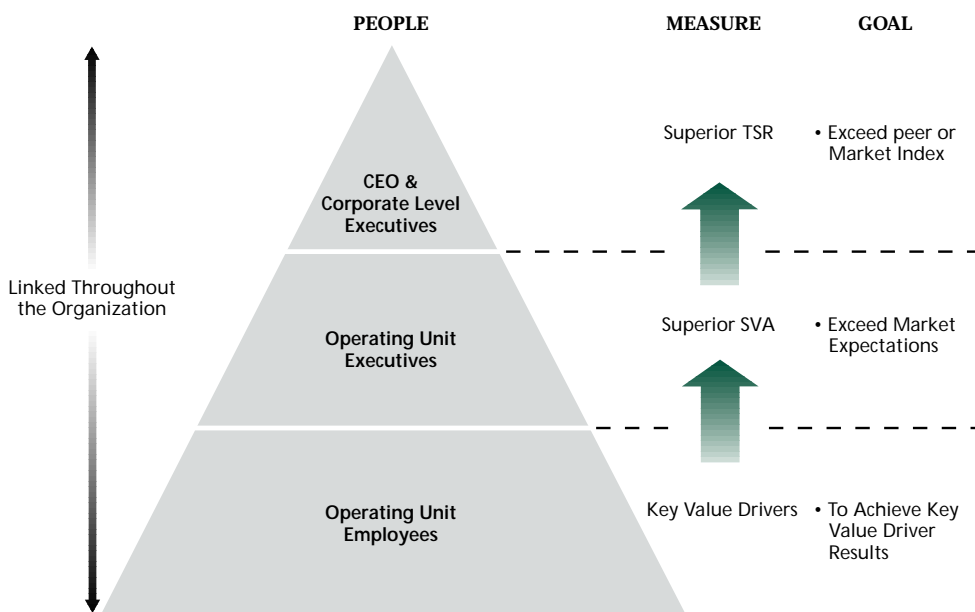 PEOPLE
MEASURE
GOAL
Superior TSR
• Exceed peer or
Market Index
CEO &
Corporate Level
Executives
Linked Throughout
the Organization
Operating Unit
Executives
Superior SVA
• Exceed Market
Expectations
Operating Unit
Employees
Key Value Drivers
• To Achieve Key
Value Driver
Results